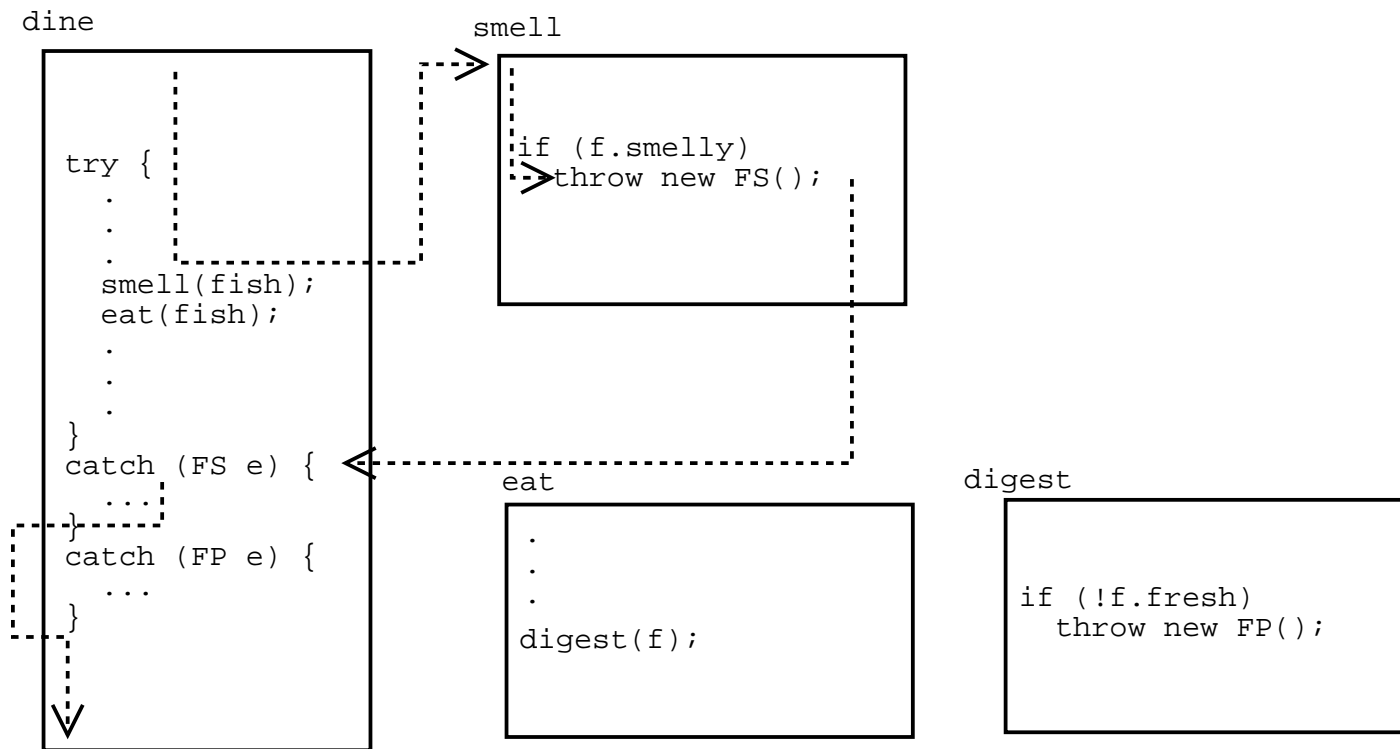 dine
try {
.
.
.
smell(fish);
eat(fish);
.
.
.
}
catch (FS e) {
...
}
catch (FP e) {
...
}
smell
if (f.smelly)
throw new FS();
eat
.
.
.
digest(f);
digest
if (!f.fresh)
throw new FP();